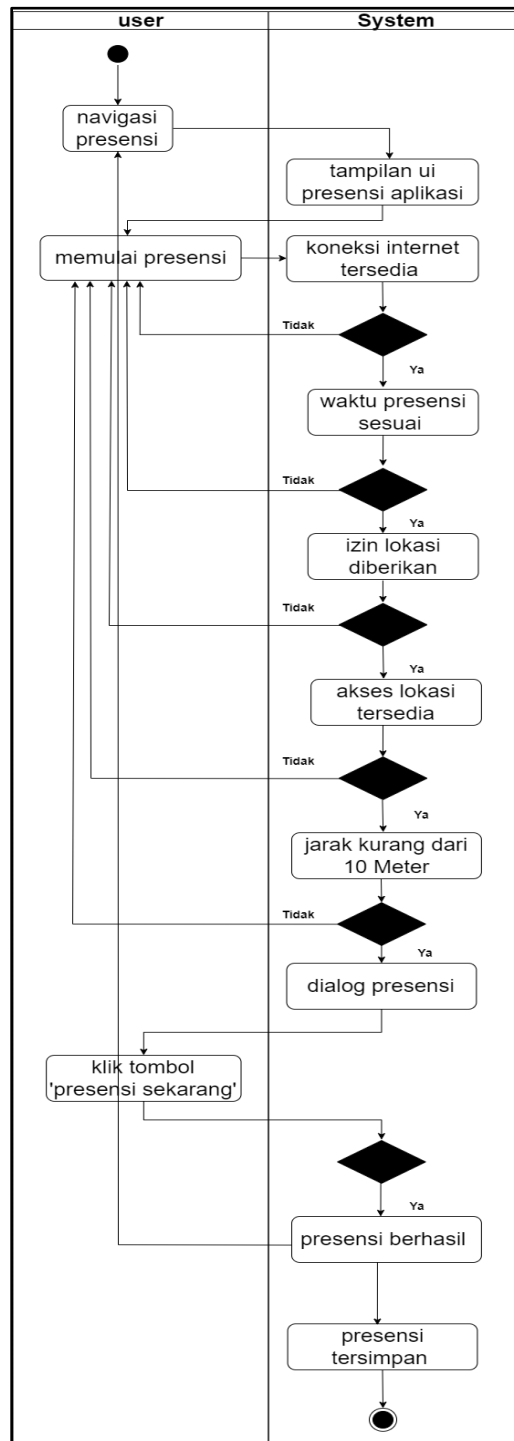 user
System
navigasi
presensi
tampilan ui
presensi aplikasi
memulai presensi
koneksi internet
tersedia
Tidak
Ya
waktu presensi
sesuai
Tidak
Ya
izin lokasi
diberikan
Tidak
Ya
akses lokasi
tersedia
Tidak
Ya
jarak kurang dari
10 Meter
Tidak
Ya
dialog presensi
klik tombol
'presensi sekarang'
Ya
presensi berhasil
presensi
tersimpan